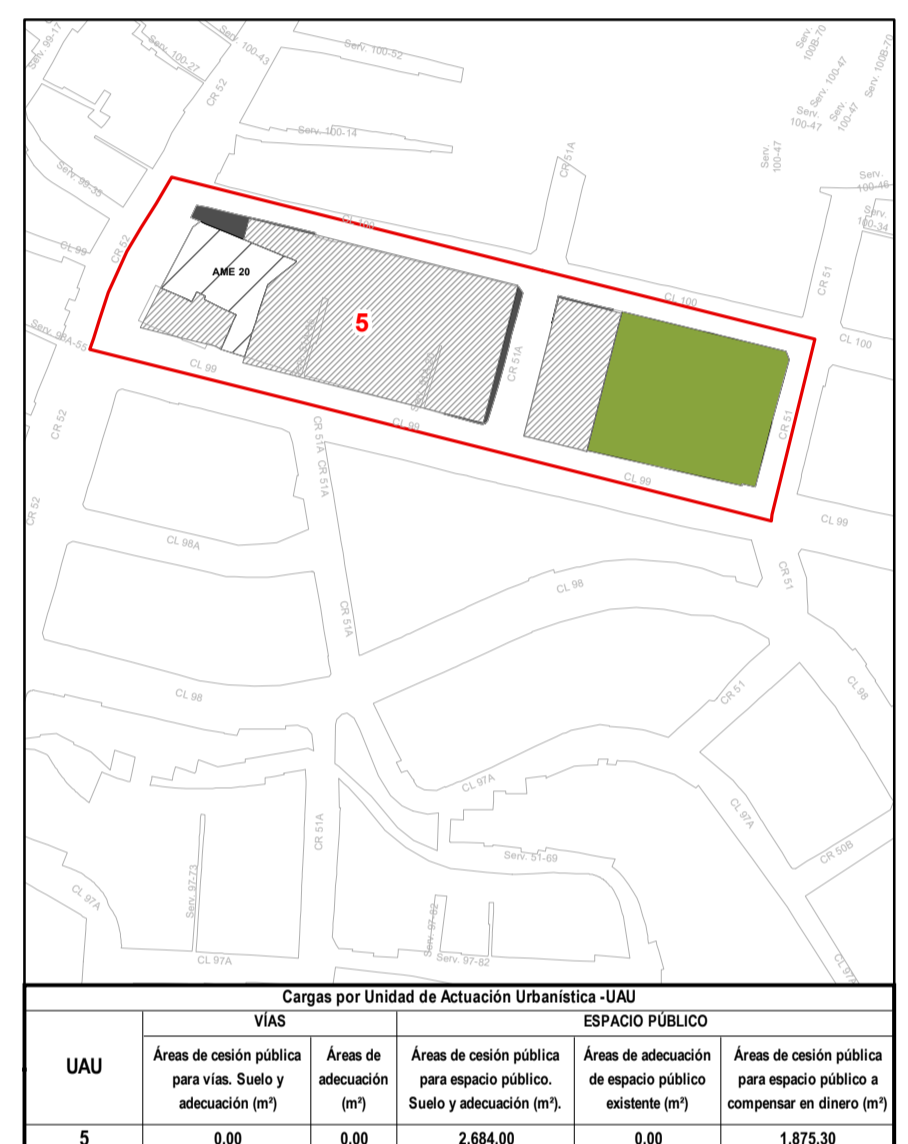 Serv. 99-17
Serv. 100-27
Serv. 100-43
Serv. 100-52
Serv. 100B-70
Serv. 100-47
Serv. 100B-70
CR 52
Serv. 100-14
Serv. 100-47
Serv. 100-47
Serv. 100-47
CR 51A
Serv. 99-35
Serv. 100-46
Serv. 100-34
CL 99
CR 52
CL 100
AME 20
CR 51
CL 100
5
Serv. 98A-55
CL 100
CL 99
CR 51A
CL 99
CR 51
CR 52
CR 51A
CR 51A
CL 99
CR 52
CL 99
CL 98A
CR 51
CL 98
CR 51A
CL 98
CR 51
CL 98
CL 97A
CL 97A
CR 51A
CR 50B
Serv. 51-69
Serv. 97-73
CL 97A
Serv. 97-82
CL 97A
Serv. 97-82
CL 97A
Cargas por Unidad de Actuación Urbanística -UAU
UAU
VÍAS
ESPACIO PÚBLICO
Áreas de cesión pública para vías. Suelo y adecuación (m²)
Áreas de adecuación (m²)
Áreas de cesión pública para espacio público. Suelo y adecuación (m²).
Áreas de adecuación de espacio público existente (m²)
Áreas de cesión pública para espacio público a compensar en dinero (m²)
5 0,00 0,00 2.684,00 0,00 1.875,30